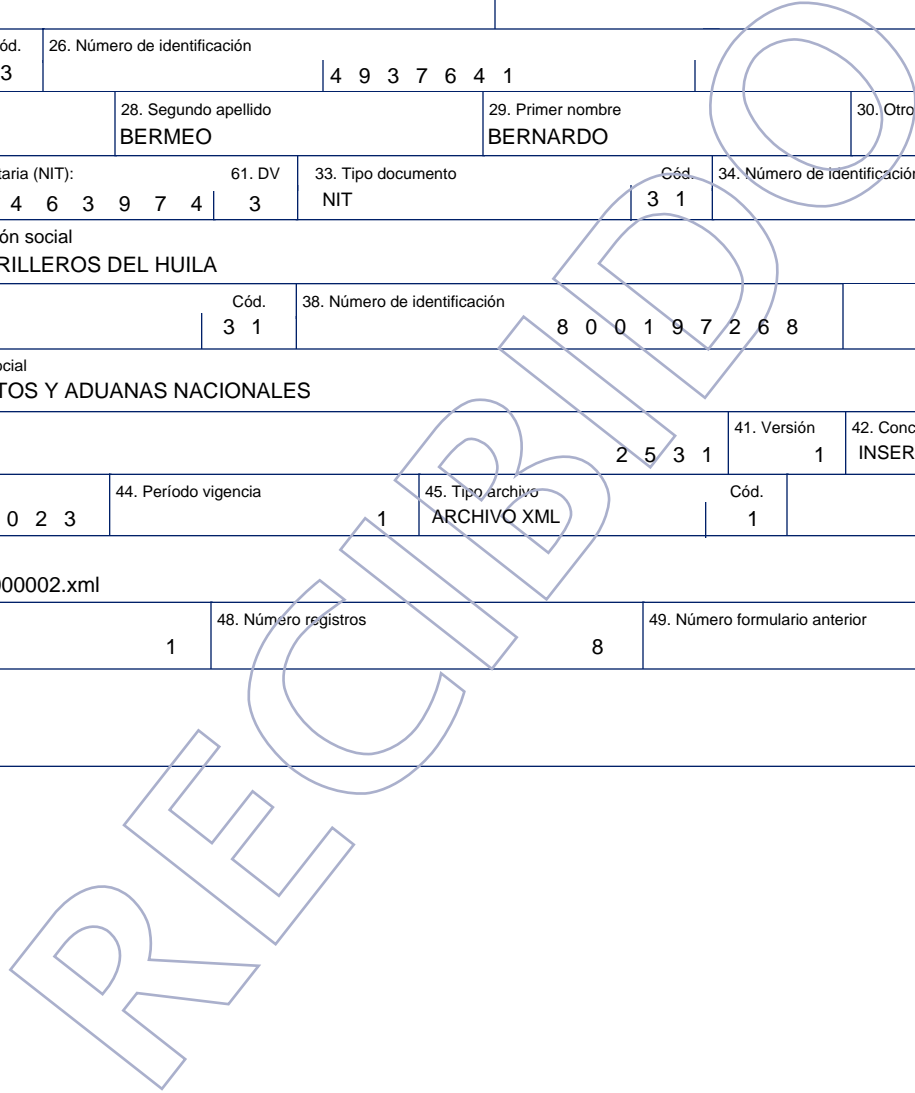 ód. 26. Número de identificación
3 4 9 3 7 6 4 1
28. Segundo apellido 29. Primer nombre 30. Otro
BERMEO BERNARDO
taria (NIT): 61. DV 33. Tipo documento Cód. 34. Número de identificación
4 6 3 9 7 4 3 NIT 3 1
ón social
RILLEROS DEL HUILA
Cód. 38. Número de identificación
3 1 8 0 0 1 9 7 2 6 8
ocial
TOS Y ADUANAS NACIONALES
41. Versión 42. Conc
2 5 3 1 1 INSER
44. Período vigencia 45. Tipo archivo Cód.
0 2 3 1 ARCHIVO XML 1
000002.xml
48. Número registros 49. Número formulario anterior
1 8
RECIBIDO